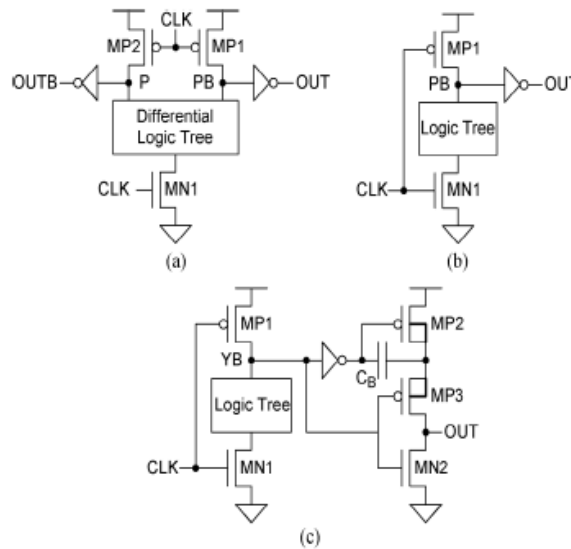 CLK
MP2
MP1
OUTB
P
PB
OUT
Differential
Logic Tree
CLK
MN1
(a)
MP1
PB
OUT
Logic Tree
CLK
MN1
(b)
MP1
MP2
YB
CB
MP3
Logic Tree
OUT
CLK
MN1
MN2
(c)